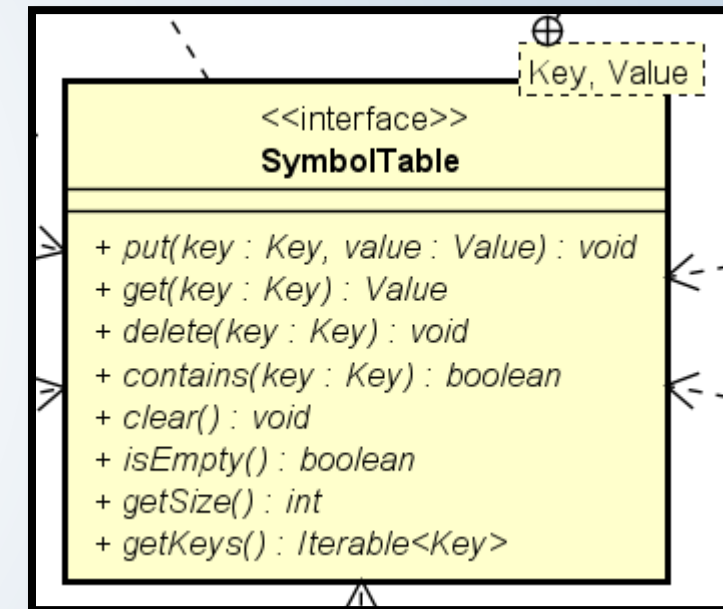 Key, Value
<<interface>>
SymbolTable
+ put(key : Key, value : Value) : void
+ get(key : Key) : Value
+ delete(key : Key) : void
+ contains(key : Key) : boolean
+ clear() : void
+ isEmpty() : boolean
+ getSize() : int
+ getKeys() : Iterable<Key>